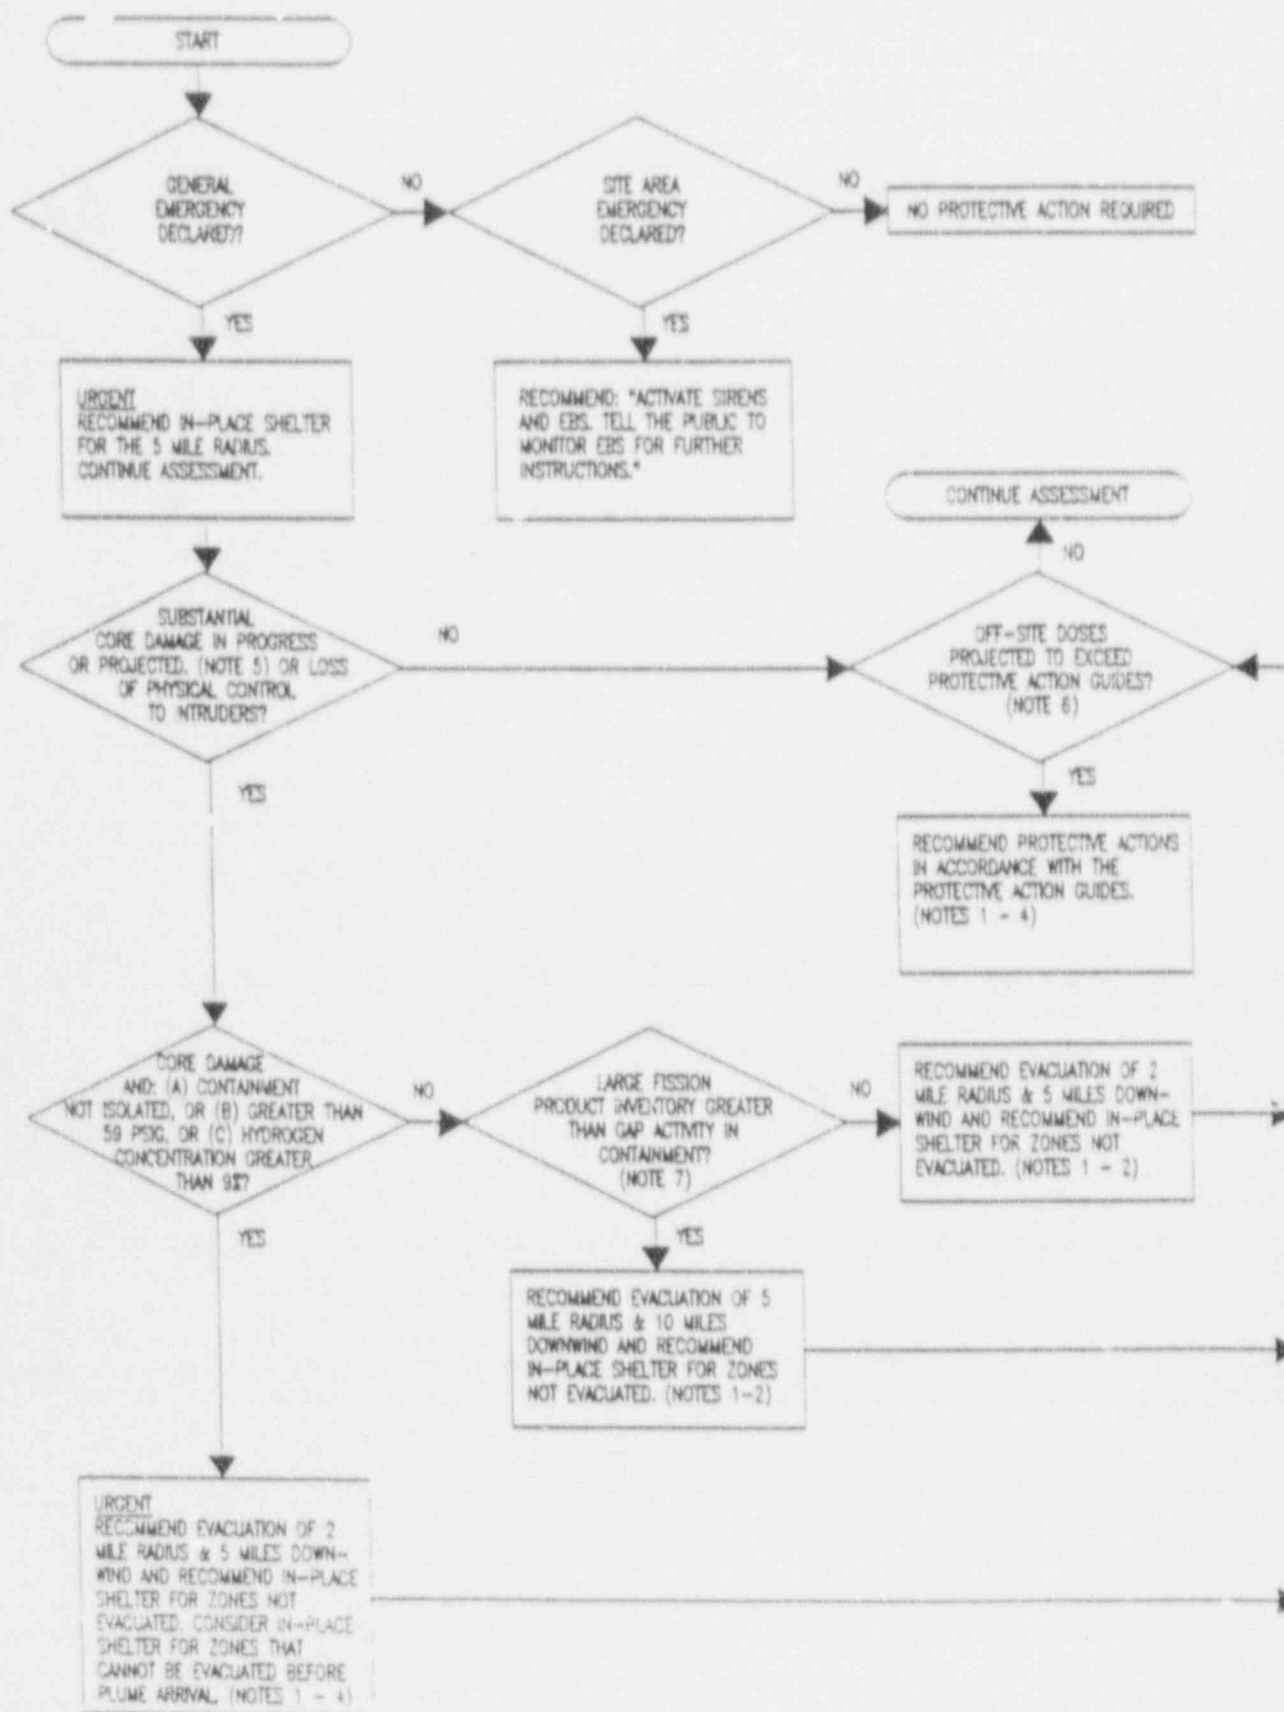 START
GENERAL
EMERGENCY
DECLARED?
NO
SITE AREA
EMERGENCY
DECLARED?
NO
NO PROTECTIVE ACTION REQUIRED
YES
YES
URGENT
RECOMMEND IN-PLACE SHELTER
FOR THE 5 MILE RADIUS.
CONTINUE ASSESSMENT.
RECOMMEND: "ACTIVATE SIRENS
AND EBS. TELL THE PUBLIC TO
MONITOR EBS FOR FURTHER
INSTRUCTIONS."
CONTINUE ASSESSMENT
NO
SUBSTANTIAL
CORE DAMAGE IN PROGRESS
OR PROJECTED. (NOTE 5) OR LOSS
OF PHYSICAL CONTROL
TO INTRUDERS?
NO
OFF-SITE DOSES
PROJECTED TO EXCEED
PROTECTIVE ACTION GUIDES?
(NOTE 6)
YES
YES
RECOMMEND PROTECTIVE ACTIONS
IN ACCORDANCE WITH THE
PROTECTIVE ACTION GUIDES.
(NOTES 1 - 4)
CORE DAMAGE
AND: (A) CONTAINMENT
NOT ISOLATED, OR (B) GREATER THAN
59 PSIG, OR (C) HYDROGEN
CONCENTRATION GREATER
THAN 9%?
NO
LARGE FISSION
PRODUCT INVENTORY GREATER
THAN GAP ACTIVITY IN
CONTAINMENT?
(NOTE 7)
NO
RECOMMEND EVACUATION OF 2
MILE RADIUS & 5 MILES DOWN-
WIND AND RECOMMEND IN-PLACE
SHELTER FOR ZONES NOT
EVACUATED. (NOTES 1 - 2)
YES
YES
RECOMMEND EVACUATION OF 5
MILE RADIUS & 10 MILES
DOWNWIND AND RECOMMEND
IN-PLACE SHELTER FOR ZONES
NOT EVACUATED. (NOTES 1-2)
URGENT
RECOMMEND EVACUATION OF 2
MILE RADIUS & 5 MILES DOWN-
WIND AND RECOMMEND IN-PLACE
SHELTER FOR ZONES NOT
EVACUATED. CONSIDER IN-PLACE
SHELTER FOR ZONES THAT
CANNOT BE EVACUATED BEFORE
PLUME ARRIVAL. (NOTES 1 - 4)